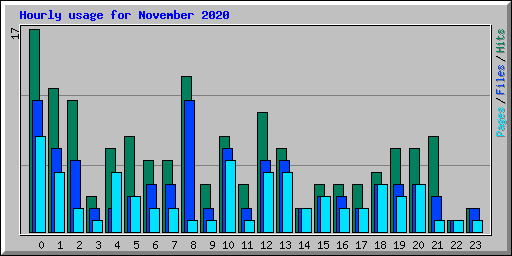 Hourly usage for November 2020
17
Pages/Files/Hits
0 1 2 3 4 5 6 7 8 9 10 11 12 13 14 15 16 17 18 19 20 21 22 23